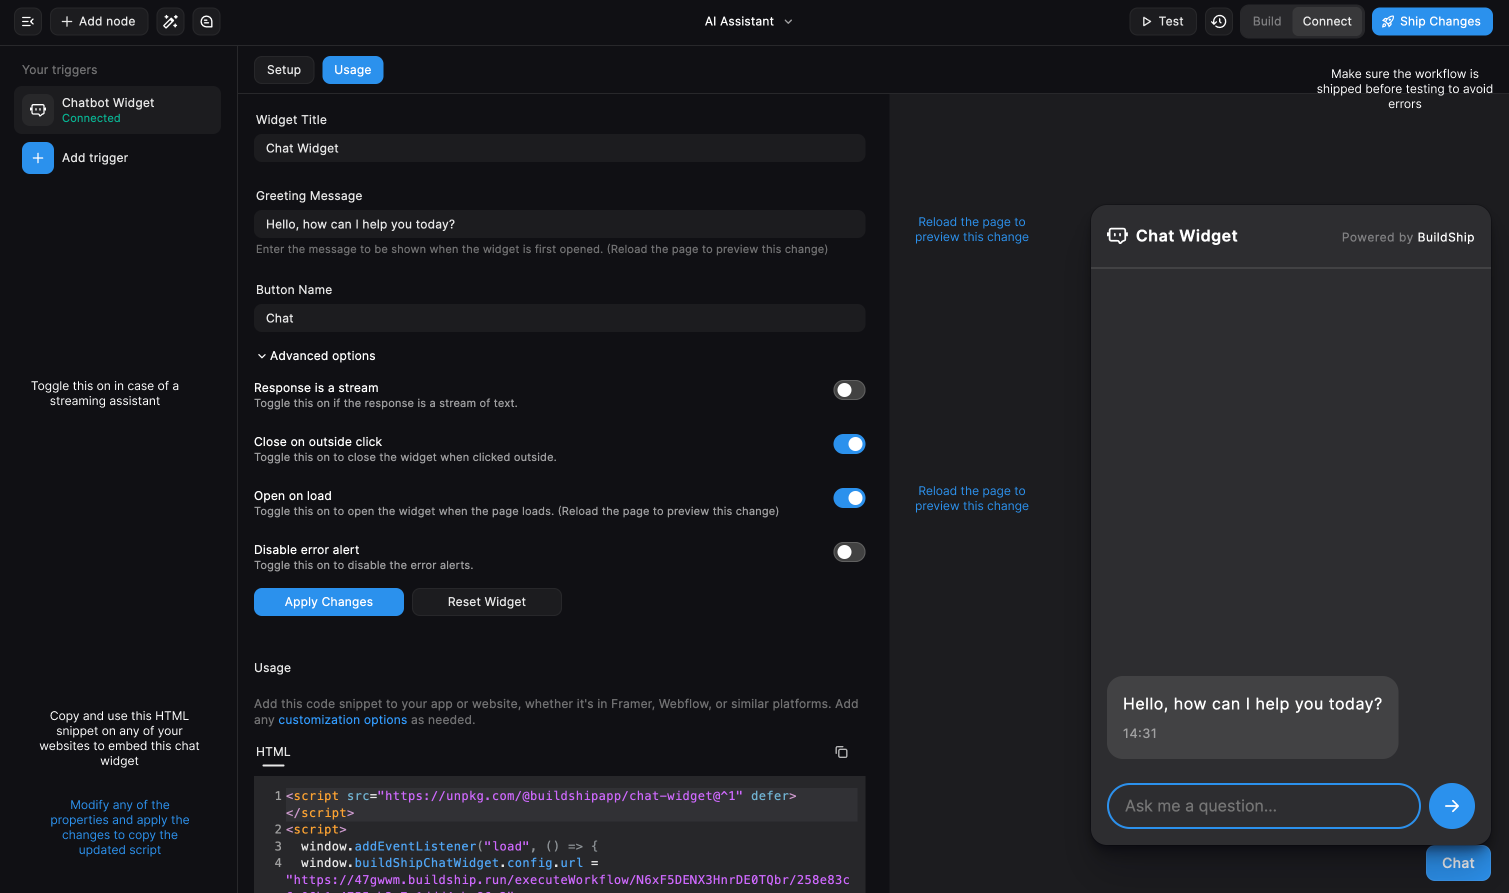 Add node
AI Assistant
Test
Build
Connect
Ship Changes
Your triggers
Chatbot Widget
Connected
Add trigger
Setup
Usage
Make sure the workflow is
shipped before testing to avoid
errors
Widget Title
Chat Widget
Greeting Message
Hello, how can I help you today?
Enter the message to be shown when the widget is first opened. (Reload the page to preview this change)
Reload the page to
preview this change
Button Name
Chat
Advanced options
Toggle this on in case of a
streaming assistant
Response is a stream
Toggle this on if the response is a stream of text.
Close on outside click
Toggle this on to close the widget when clicked outside.
Open on load
Toggle this on to open the widget when the page loads. (Reload the page to preview this change)
Reload the page to
preview this change
Disable error alert
Toggle this on to disable the error alerts.
Apply Changes
Reset Widget
Usage
Add this code snippet to your app or website, whether it's in Framer, Webflow, or similar platforms. Add
any customization options as needed.
Copy and use this HTML
snippet on any of your
websites to embed this chat
widget
Modify any of the
properties and apply the
changes to copy the
updated script
HTML
1 <script src="https://unpkg.com/@buildshipapp/chat-widget@^1" defer>
</script>
2 <script>
3 window.addEventListener("load", () => {
4 window.buildShipChatWidget.config.url =
"https://47gwwm.buildship.run/executeWorkflow/N6xF5DENX3HnrDE0TQbr/258e83c
Chat Widget
Powered by BuildShip
Hello, how can I help you today?
14:31
Ask me a question...
Chat